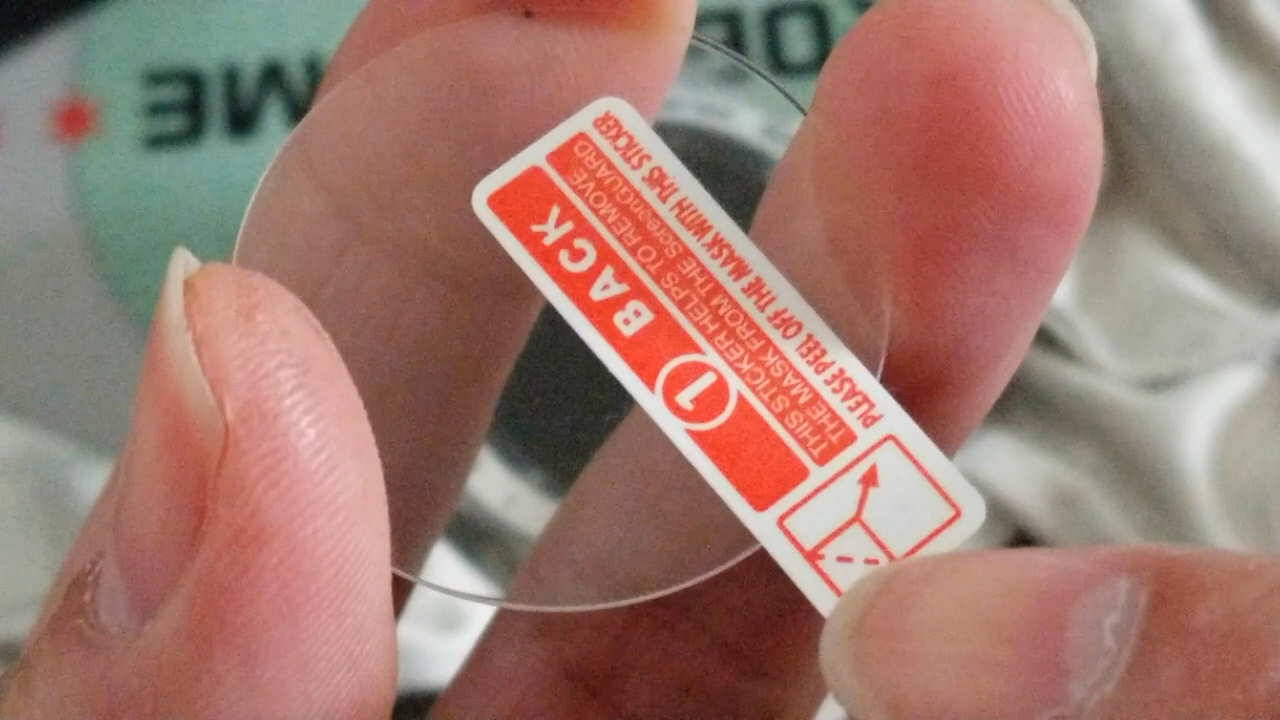 PLEASE PEEL OFF THE MASK WITH THIS STICKER
THIS STICKER HELPS TO REMOVE
THE MASK FROM THE ScreenGUARD
① BACK